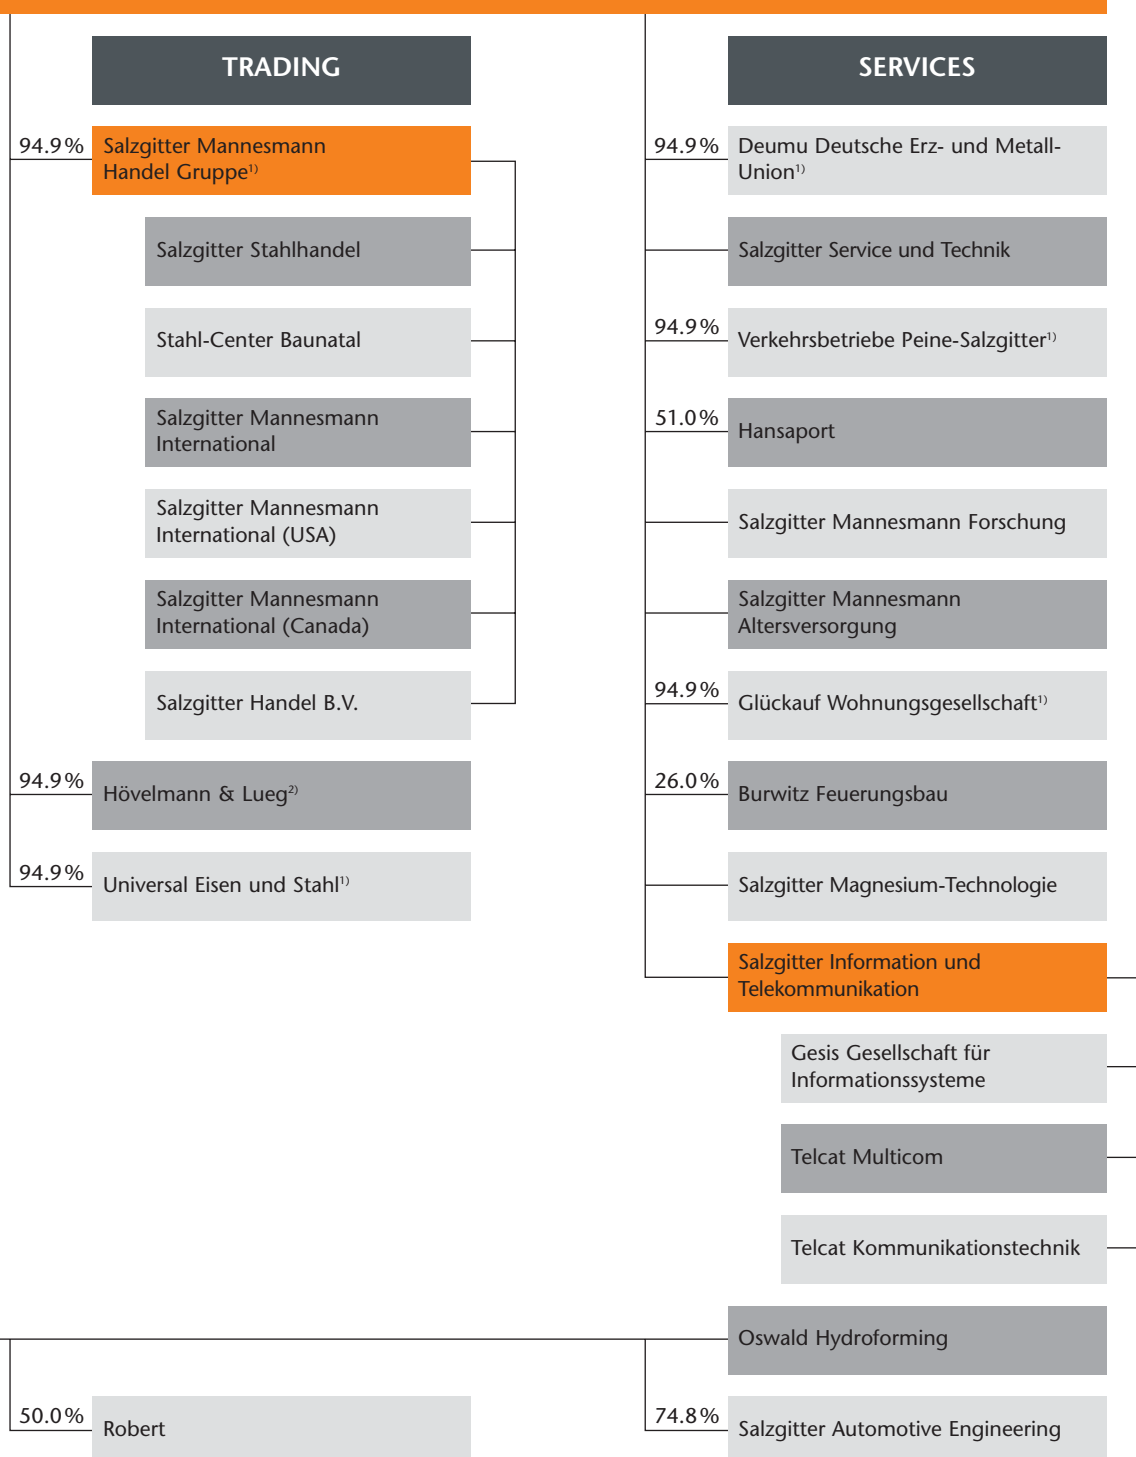 TRADING
94.9%
Salzgitter Mannesmann
Handel Gruppe1)
Salzgitter Stahlhandel
Stahl-Center Baunatal
Salzgitter Mannesmann
International
Salzgitter Mannesmann
International (USA)
Salzgitter Mannesmann
International (Canada)
Salzgitter Handel B.V.
94.9%
Hövelmann & Lueg2)
94.9%
Universal Eisen und Stahl1)
50.0%
Robert
SERVICES
94.9%
Deumu Deutsche Erz- und Metall-
Union1)
Salzgitter Service und Technik
94.9%
Verkehrsbetriebe Peine-Salzgitter1)
51.0%
Hansaport
Salzgitter Mannesmann Forschung
Salzgitter Mannesmann
Altersversorgung
94.9%
Glückauf Wohnungsgesellschaft1)
26.0%
Burwitz Feuerungsbau
Salzgitter Magnesium-Technologie
Salzgitter Information und
Telekommunikation
Gesis Gesellschaft für
Informationssysteme
Telcat Multicom
Telcat Kommunikationstechnik
Oswald Hydroforming
74.8%
Salzgitter Automotive Engineering